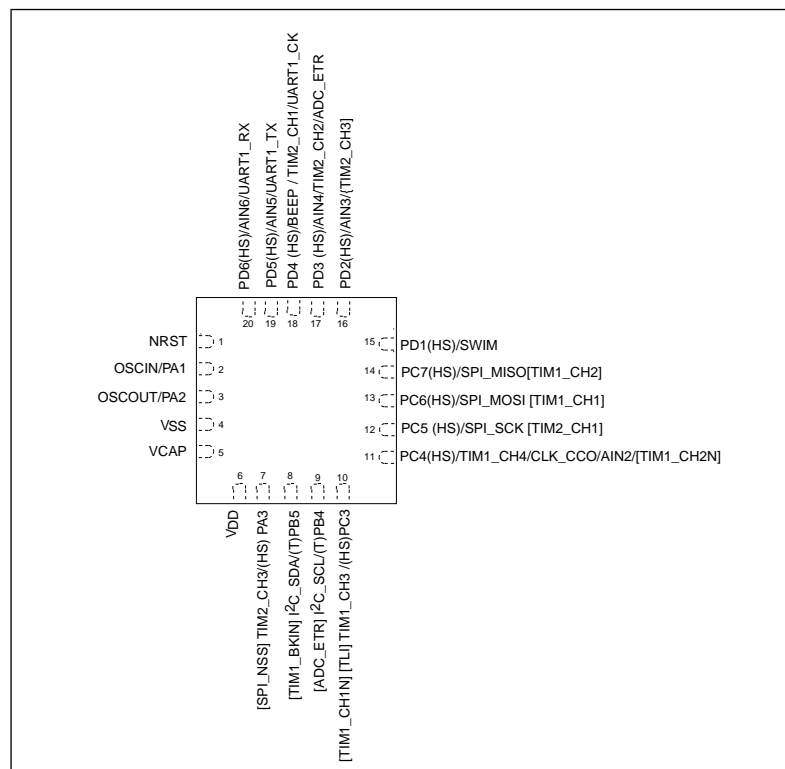 PD6(HS)/AIN6/UART1_RX
PD5(HS)/AIN5/UART1_TX
PD4 (HS)/BEEP / TIM2_CH1/UART1_CK
PD3 (HS)/AIN4/TIM2_CH2/ADC_ETR
PD2(HS)/AIN3/{TIM2_CH3]
20 19 18 17 16
NRST 1
OSCIN/PA1 2
OSCOUT/PA2 3
VSS 4
VCAP 5
15 PD1(HS)/SWIM
14 PC7(HS)/SPI_MISO[TIM1_CH2]
13 PC6(HS)/SPI_MOSI [TIM1_CH1]
12 PC5 (HS)/SPI_SCK [TIM2_CH1]
11 PC4(HS)/TIM1_CH4/CLK_CCO/AIN2/[TIM1_CH2N]
6 7 8 9 10
VDD
[SPI_NSS] TIM2_CH3/(HS) PA3
[TIM1_BKIN] I²C_SDA/(T)PB5
[ADC_ETR] I²C_SCL/(T)PB4
[TIM1_CH1N] [TLI] TIM1_CH3 /(HS)PC3